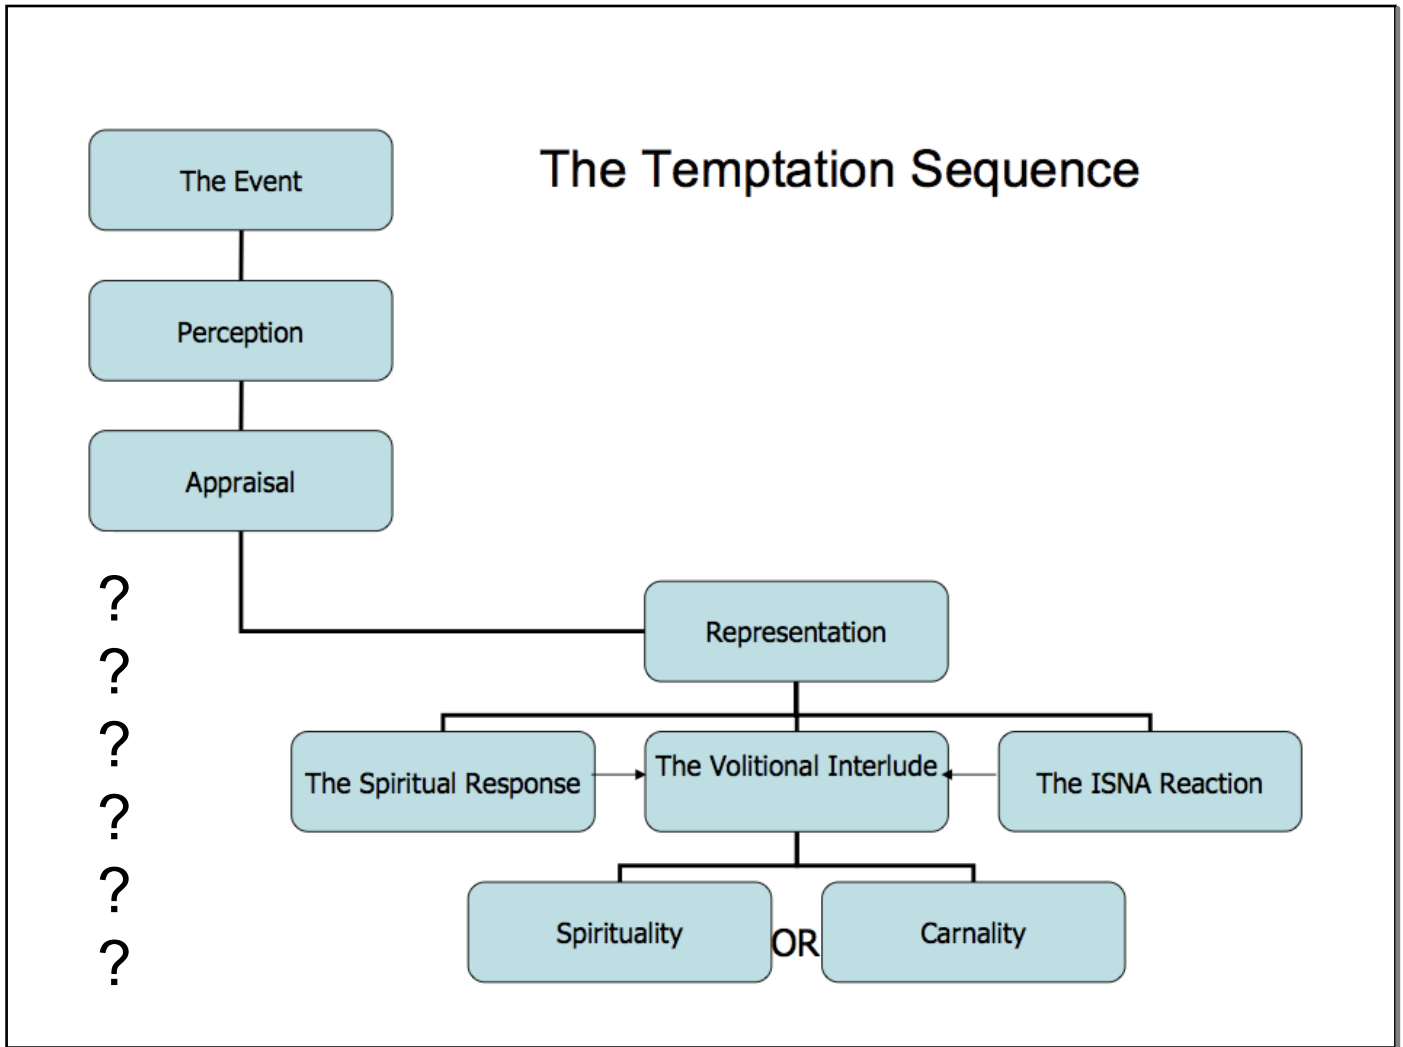 The Temptation Sequence
The Event
Perception
Appraisal
?
?
?
?
?
?
Representation
The Spiritual Response
The Volitional Interlude
The ISNA Reaction
Spirituality
OR
Carnality